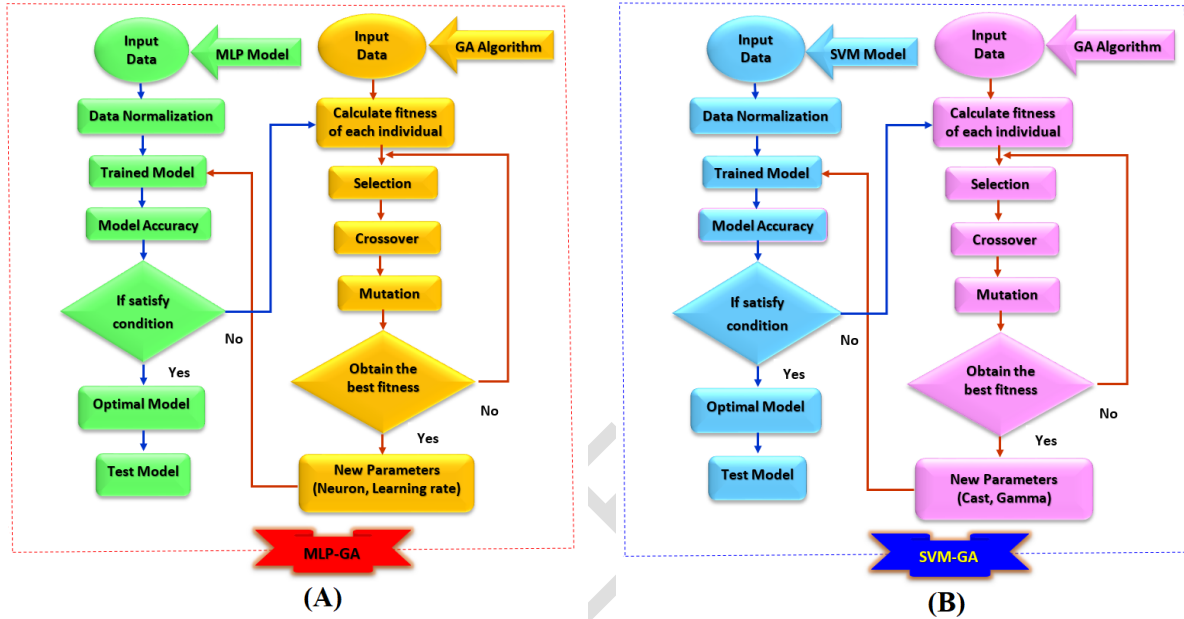 Input
Data
MLP Model
Data Normalization
Trained Model
Model Accuracy
If satisfy
condition
No
Yes
Optimal Model
Test Model
Input
Data
GA Algorithm
Calculate fitness
of each individual
Selection
Crossover
Mutation
Obtain the
best fitness
No
Yes
New Parameters
(Neuron, Learning rate)
MLP-GA
(A)
Input
Data
SVM Model
Data Normalization
Trained Model
Model Accuracy
If satisfy
condition
No
Yes
Optimal Model
Test Model
Input
Data
GA Algorithm
Calculate fitness
of each individual
Selection
Crossover
Mutation
Obtain the
best fitness
No
Yes
New Parameters
(Cast, Gamma)
SVM-GA
(B)